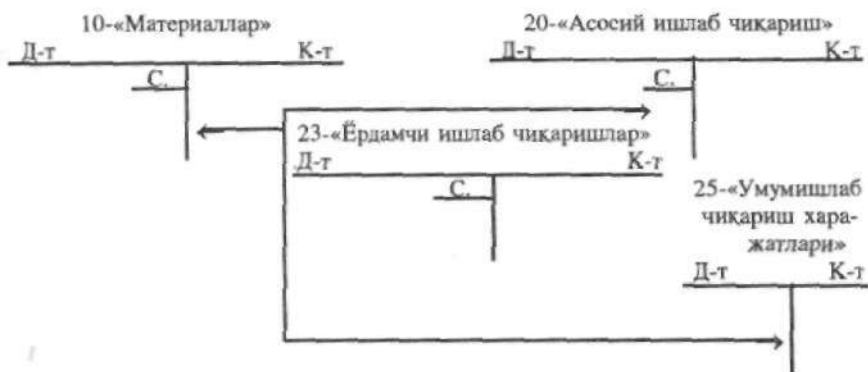 10-«Материаллар»
Д-т К-т
С.
20-«Асосий ишлаб чиқариш»
Д-т К-т
С.
23-«Ёрдамчи ишлаб чиқаришлар»
Д-т К-т
С.
25-«Умумишлаб
чиқариш хара-
жатлари»
Д-т К-т